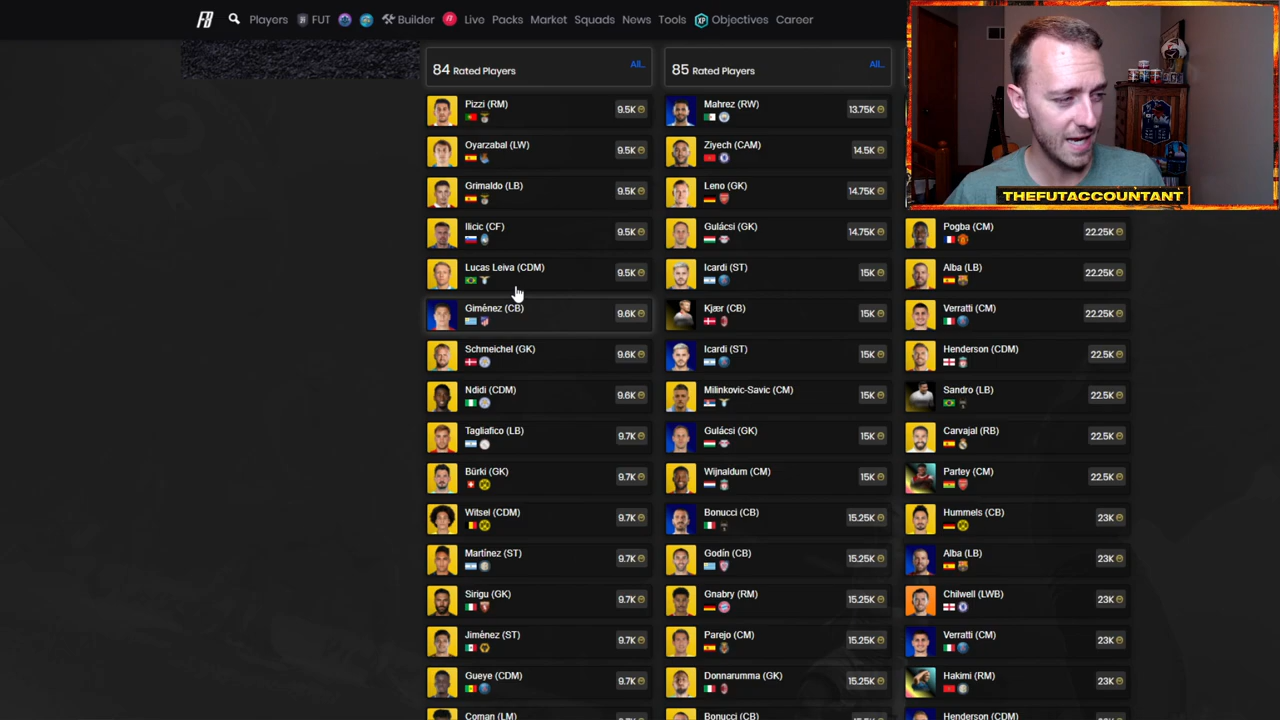 Players FUT Builder Live Packs Market Squads News Tools Objectives Career
84 Rated Players All..
Pizzi (RM) 9.5K
Oyarzabal (LW) 9.5K
Grimaldo (LB) 9.5K
Ilicic (CF) 9.5K
Lucas Leiva (CDM) 9.5K
Giménez (CB) 9.6K
Schmeichel (GK) 9.6K
Ndidi (CDM) 9.6K
Tagliafico (LB) 9.7K
Bürki (GK) 9.7K
Witsel (CDM) 9.7K
Martínez (ST) 9.7K
Sirigu (GK) 9.7K
Jiménez (ST) 9.7K
Gueye (CDM) 9.7K
Coman (LM)
85 Rated Players All..
Mahrez (RW) 13.75K
Ziyech (CAM) 14.5K
Leno (GK) 14.75K
Gulácsi (GK) 14.75K
Icardi (ST) 15K
Kjær (CB) 15K
Icardi (ST) 15K
Milinkovic-Savic (CM) 15K
Gulácsi (GK) 15K
Wijnaldum (CM) 15K
Bonucci (CB) 15.25K
Godín (CB) 15.25K
Gnabry (RM) 15.25K
Parejo (CM) 15.25K
Donnarumma (GK) 15.25K
Bonucci (CB)
THEFUTACCOUNTANT
Pogba (CM) 22.25K
Alba (LB) 22.25K
Verratti (CM) 22.25K
Henderson (CDM) 22.5K
Sandro (LB) 22.5K
Carvajal (RB) 22.5K
Partey (CM) 22.5K
Hummels (CB) 23K
Alba (LB) 23K
Chilwell (LWB) 23K
Verratti (CM) 23K
Hakimi (RM) 23K
Henderson (CDM)